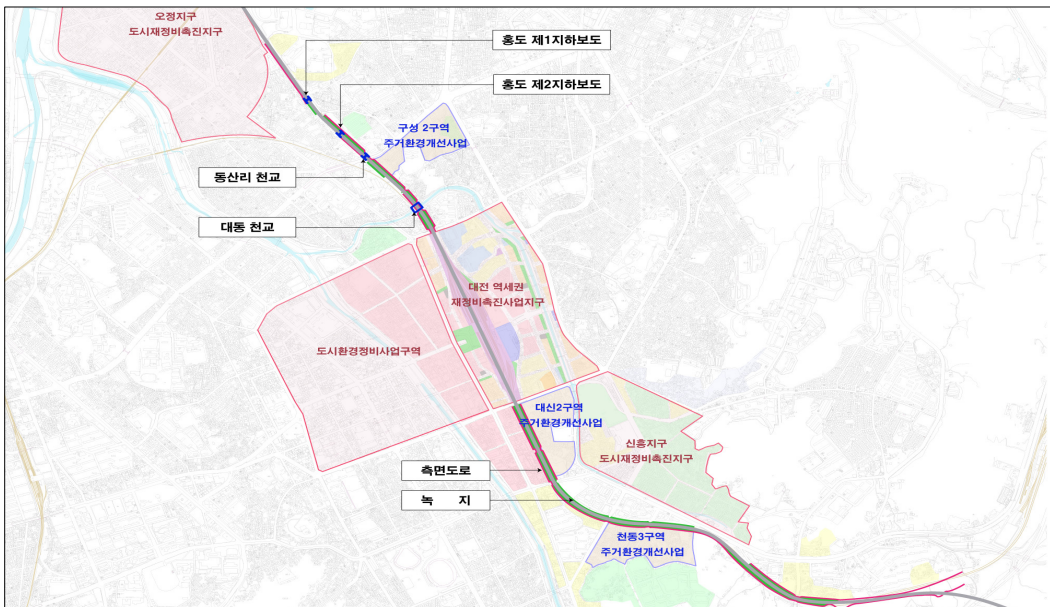 오정지구
도시재정비촉진지구
홍도 제1지하보도
홍도 제2지하보도
구성 2구역
주거환경개선사업
동산리 천교
대동 천교
대전 역세권
재정비촉진사업지구
도시환경정비사업구역
대신2구역
주거환경개선사업
신흥지구
도시재정비촉진지구
측면도로
녹 지
천동3구역
주거환경개선사업